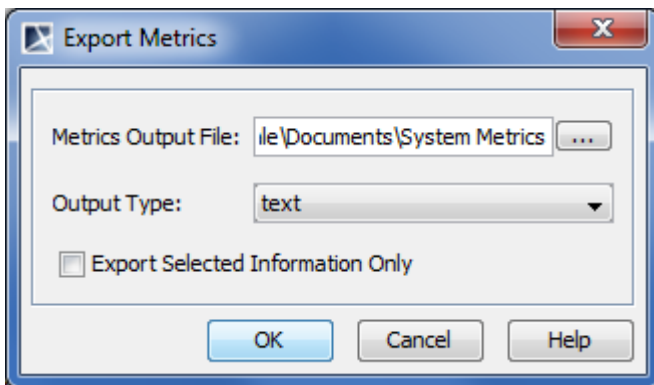 Export Metrics
Metrics Output File: ile\Documents\System Metrics ...
Output Type: text
Export Selected Information Only
OK Cancel Help